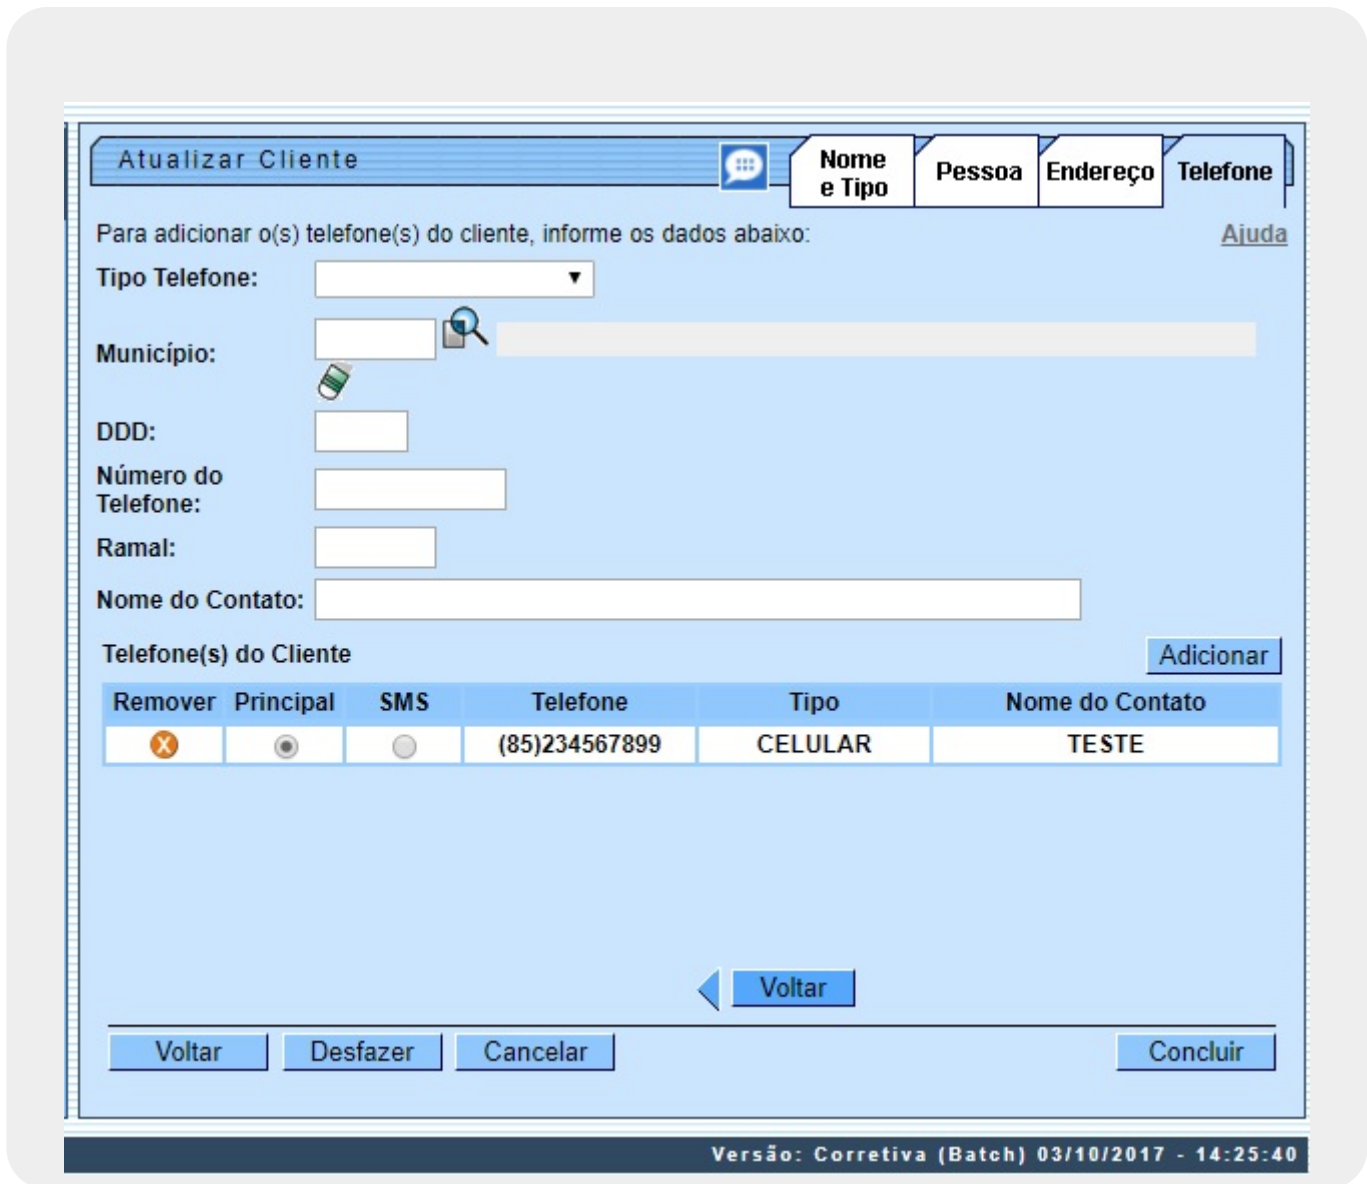 Atualizar Cliente
Nome
e Tipo
Pessoa
Endereço
Telefone
Para adicionar o(s) telefone(s) do cliente, informe os dados abaixo:
Ajuda
Tipo Telefone:
Município:
DDD:
Número do
Telefone:
Ramal:
Nome do Contato:
Telefone(s) do Cliente
Adicionar
Remover Principal SMS Telefone Tipo Nome do Contato
X (85)234567899 CELULAR TESTE
Voltar
Voltar Desfazer Cancelar Concluir
Versão: Corretiva (Batch) 03/10/2017 - 14:25:40